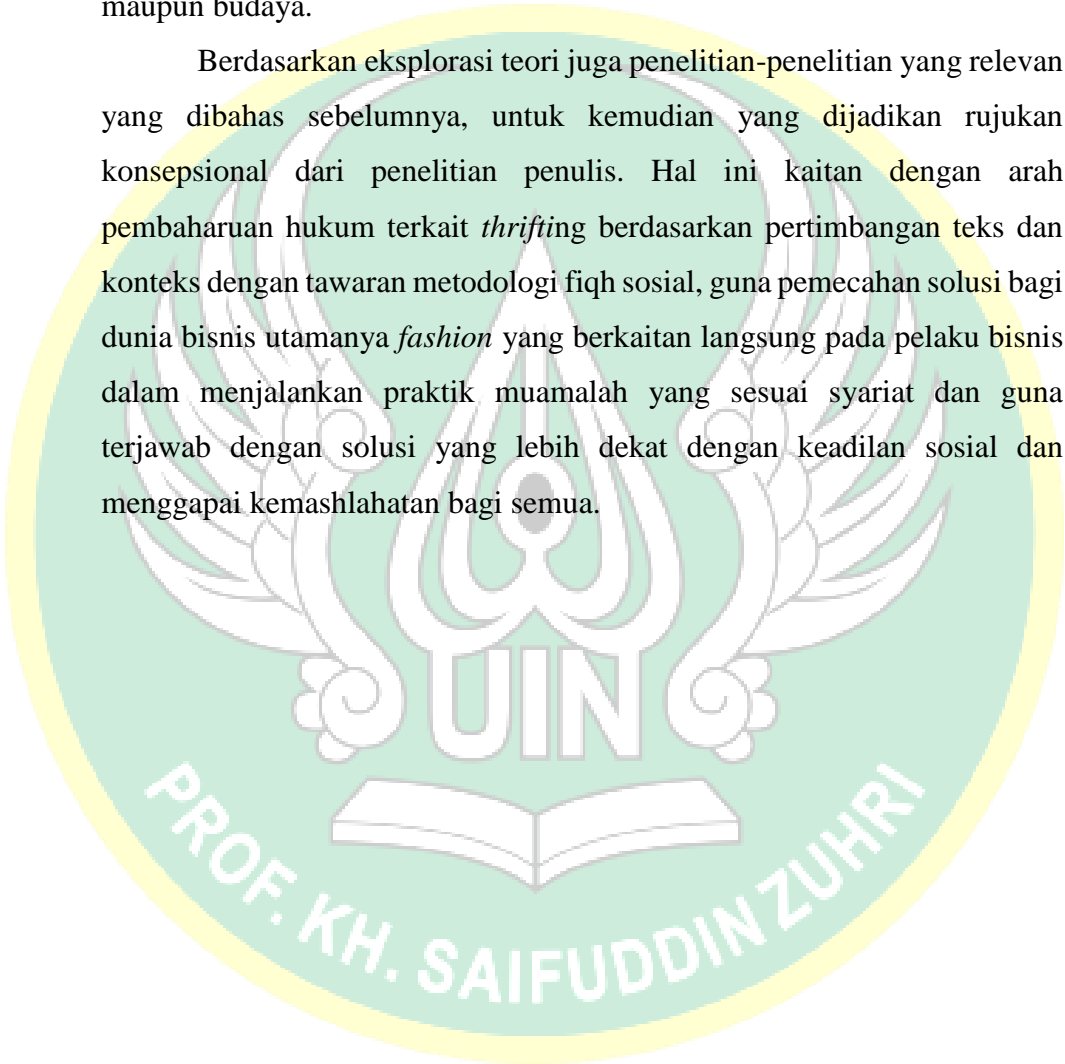 maupun budaya.
Berdasarkan eksplorasi teori juga penelitian-penelitian yang relevan
yang dibahas sebelumnya, untuk kemudian yang dijadikan rujukan
konsepsional dari penelitian penulis. Hal ini kaitan dengan arah
pembaharuan hukum terkait thrifting berdasarkan pertimbangan teks dan
konteks dengan tawaran metodologi fiqh sosial, guna pemecahan solusi bagi
dunia bisnis utamanya fashion yang berkaitan langsung pada pelaku bisnis
dalam menjalankan praktik muamalah yang sesuai syariat dan guna
terjawab dengan solusi yang lebih dekat dengan keadilan sosial dan
menggapai kemashlahatan bagi semua.
UIN
PROF. KH. SAIFUDDIN ZUHRI